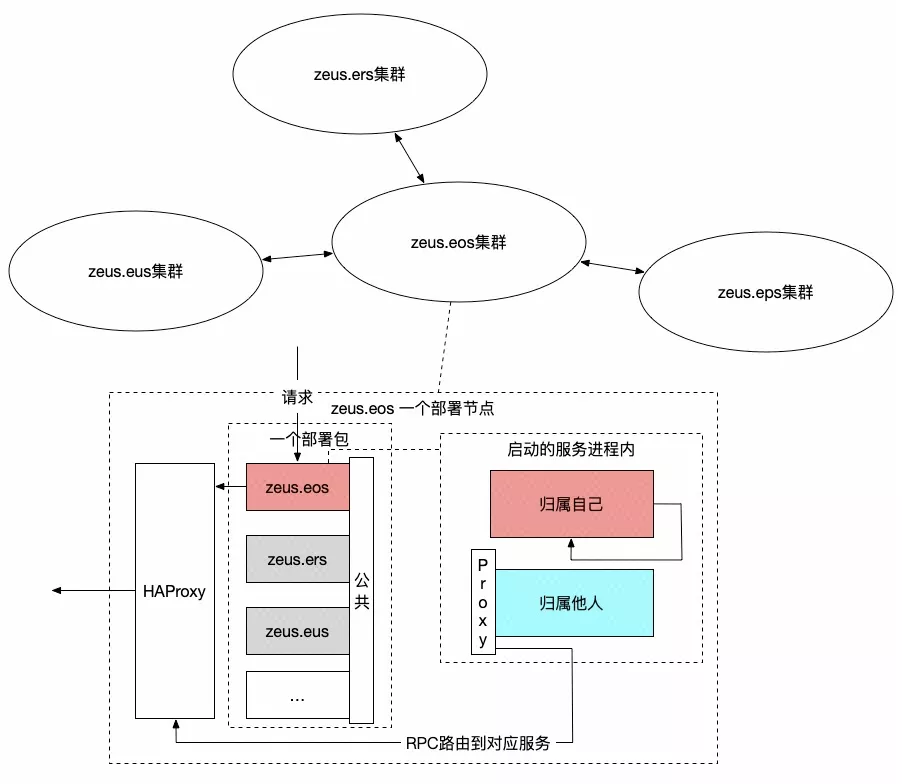 zeus.ers集群
zeus.eos集群
zeus.eus集群
zeus.eps集群
请求
zeus.eos 一个部署节点
一个部署包
启动的服务进程内
zeus.eos
归属自己
zeus.ers
公共
HAProxy
Proxy
归属他人
zeus.eus
...
RPC路由到对应服务